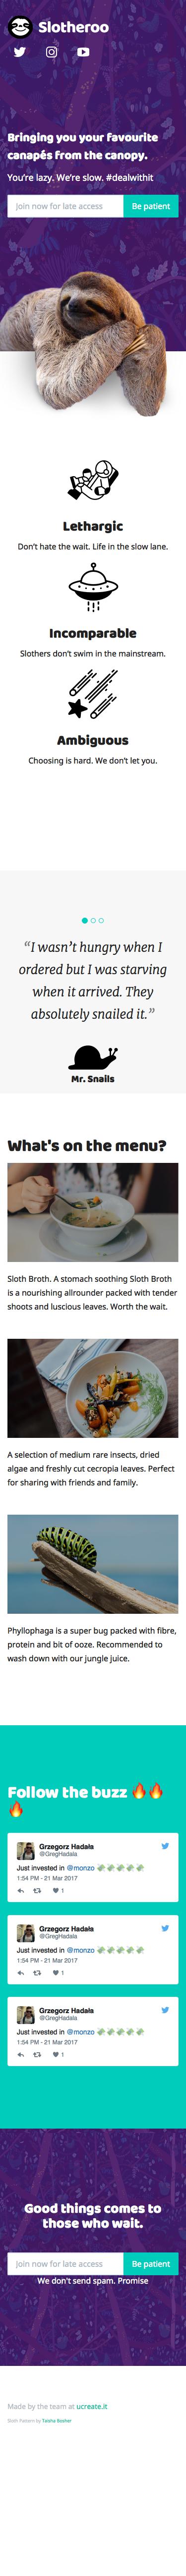 Slotheroo
Bringing you your favourite
canapés from the canopy.
You're lazy. We're slow. #dealwithit
Join now for late access Be patient
Lethargic
Don't hate the wait. Life in the slow lane.
Incomparable
Slothers don't swim in the mainstream.
Ambiguous
Choosing is hard. We don't let you.
“I wasn't hungry when I
ordered but I was starving
when it arrived. They
absolutely snailed it.”
Mr. Snails
What's on the menu?
Sloth Broth. A stomach soothing Sloth Broth
is a nourishing allrounder packed with tender
shoots and luscious leaves. Worth the wait.
A selection of medium rare insects, dried
algae and freshly cut cecropia leaves. Perfect
for sharing with friends and family.
Phyllophaga is a super bug packed with fibre,
protein and bit of ooze. Recommended to
wash down with our jungle juice.
Follow the buzz 🔥🔥
🔥
Grzegorz Hadała
@GregHadala
Just invested in @monzo 💸💸💸💸💸
1:54 PM - 21 Mar 2017
1
Grzegorz Hadała
@GregHadala
Just invested in @monzo 💸💸💸💸💸
1:54 PM - 21 Mar 2017
1
Grzegorz Hadała
@GregHadala
Just invested in @monzo 💸💸💸💸💸
1:54 PM - 21 Mar 2017
1
Good things comes to
those who wait.
Join now for late access Be patient
We don't send spam. Promise
Made by the team at ucreate.it
Sloth Pattern by Taisha